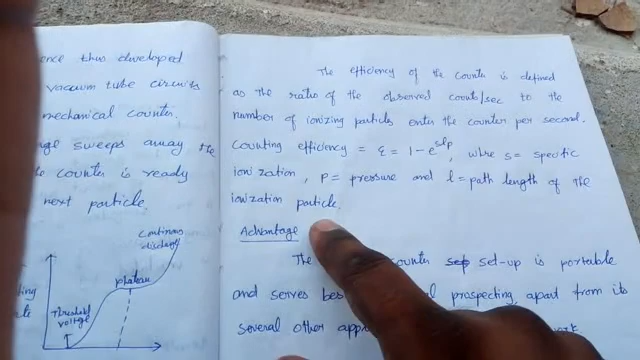 ence thus developed
vacuum tube circuits
mechanical counter.
ge sweeps array the
counter is ready
next particle.
Continous
discharge
plateau
Threshold
voltage
The efficiency of the counter is defined
as the ratio of the observed counts/sec to the
number of ionizing particles enter the counter per second.
Counting efficiency = ε = 1 - e^slp, where s = specific
ionization, p = pressure and l = path length of the
ionization particle.
Advantage
The counter set-up is portable
and serves prospecting, apart from its
several other